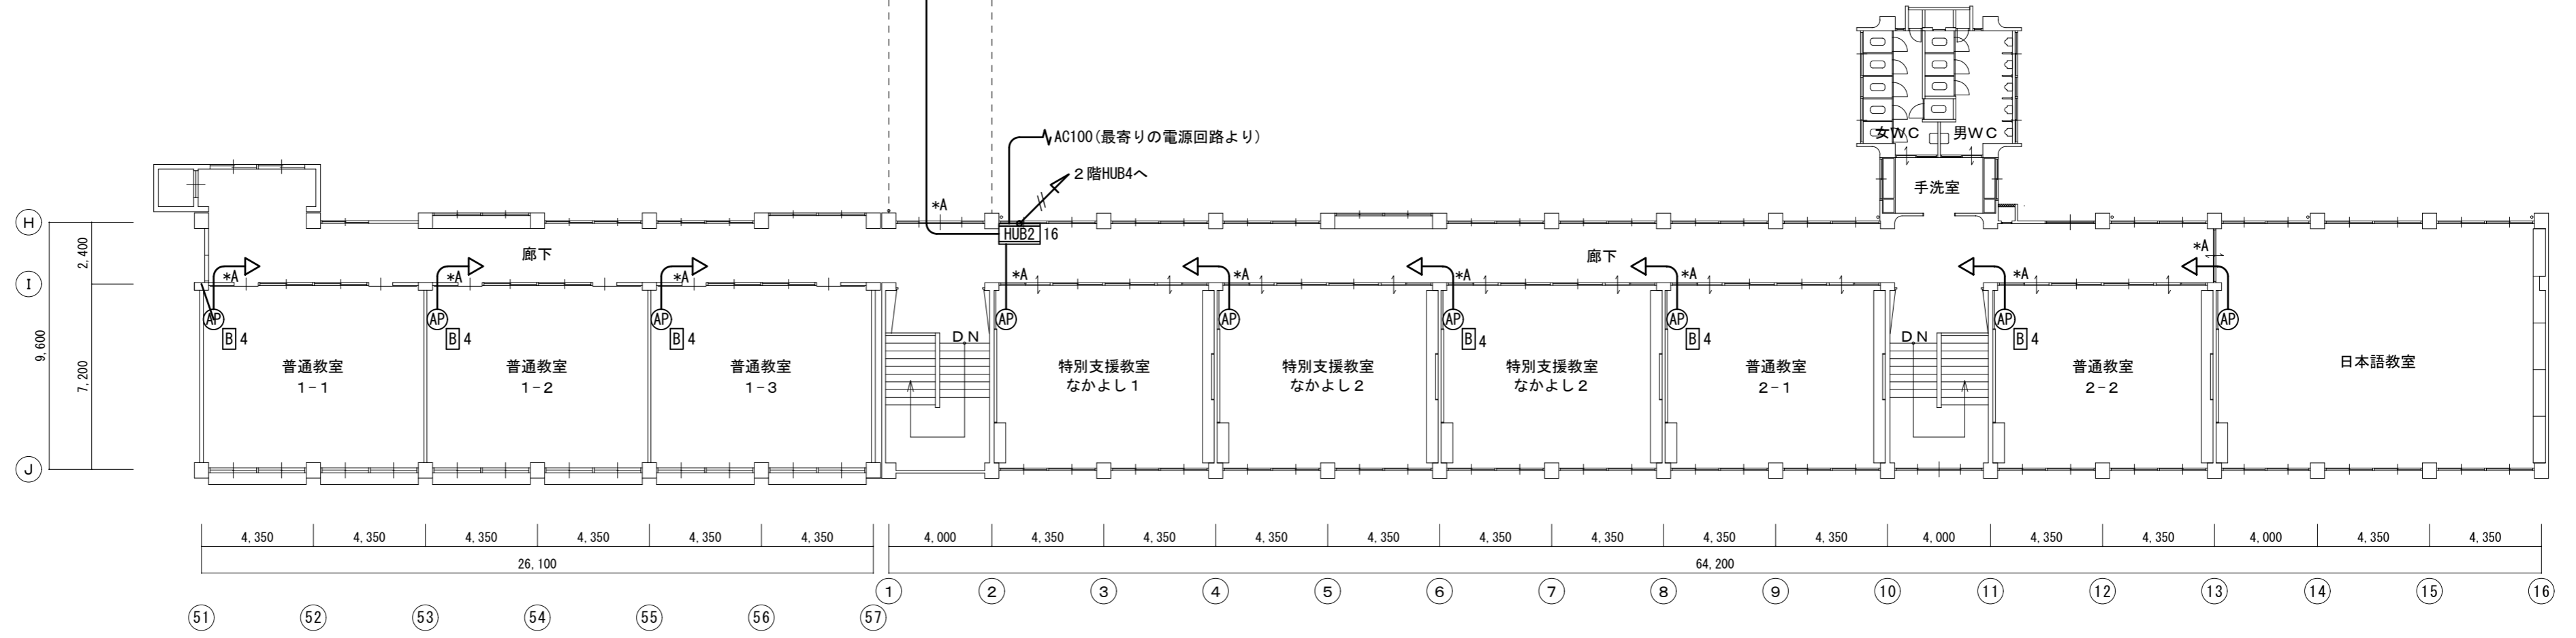 AC100(最寄りの電源回路より)
2階HUB4へ
*A
女WC
男WC
手洗室
H
HUB2 16
2,400
廊下
廊下
*A
*A
*A
*A
*A
*A
*A
*A
*A
I
AP
AP
AP
AP
AP
AP
AP
AP
AP
B 4
B 4
B 4
B 4
B 4
B 4
DN
DN
9,600
7,200
普通教室
1-1
普通教室
1-2
普通教室
1-3
特別支援教室
なかよし1
特別支援教室
なかよし2
特別支援教室
なかよし2
普通教室
2-1
普通教室
2-2
日本語教室
J
4,350
4,350
4,350
4,350
4,350
4,350
4,000
4,350
4,350
4,350
4,350
4,350
4,350
4,350
4,350
4,000
4,350
4,350
4,000
4,350
4,350
26,100
64,200
1
2
3
4
5
6
7
8
9
10
11
12
13
14
15
16
51
52
53
54
55
56
57